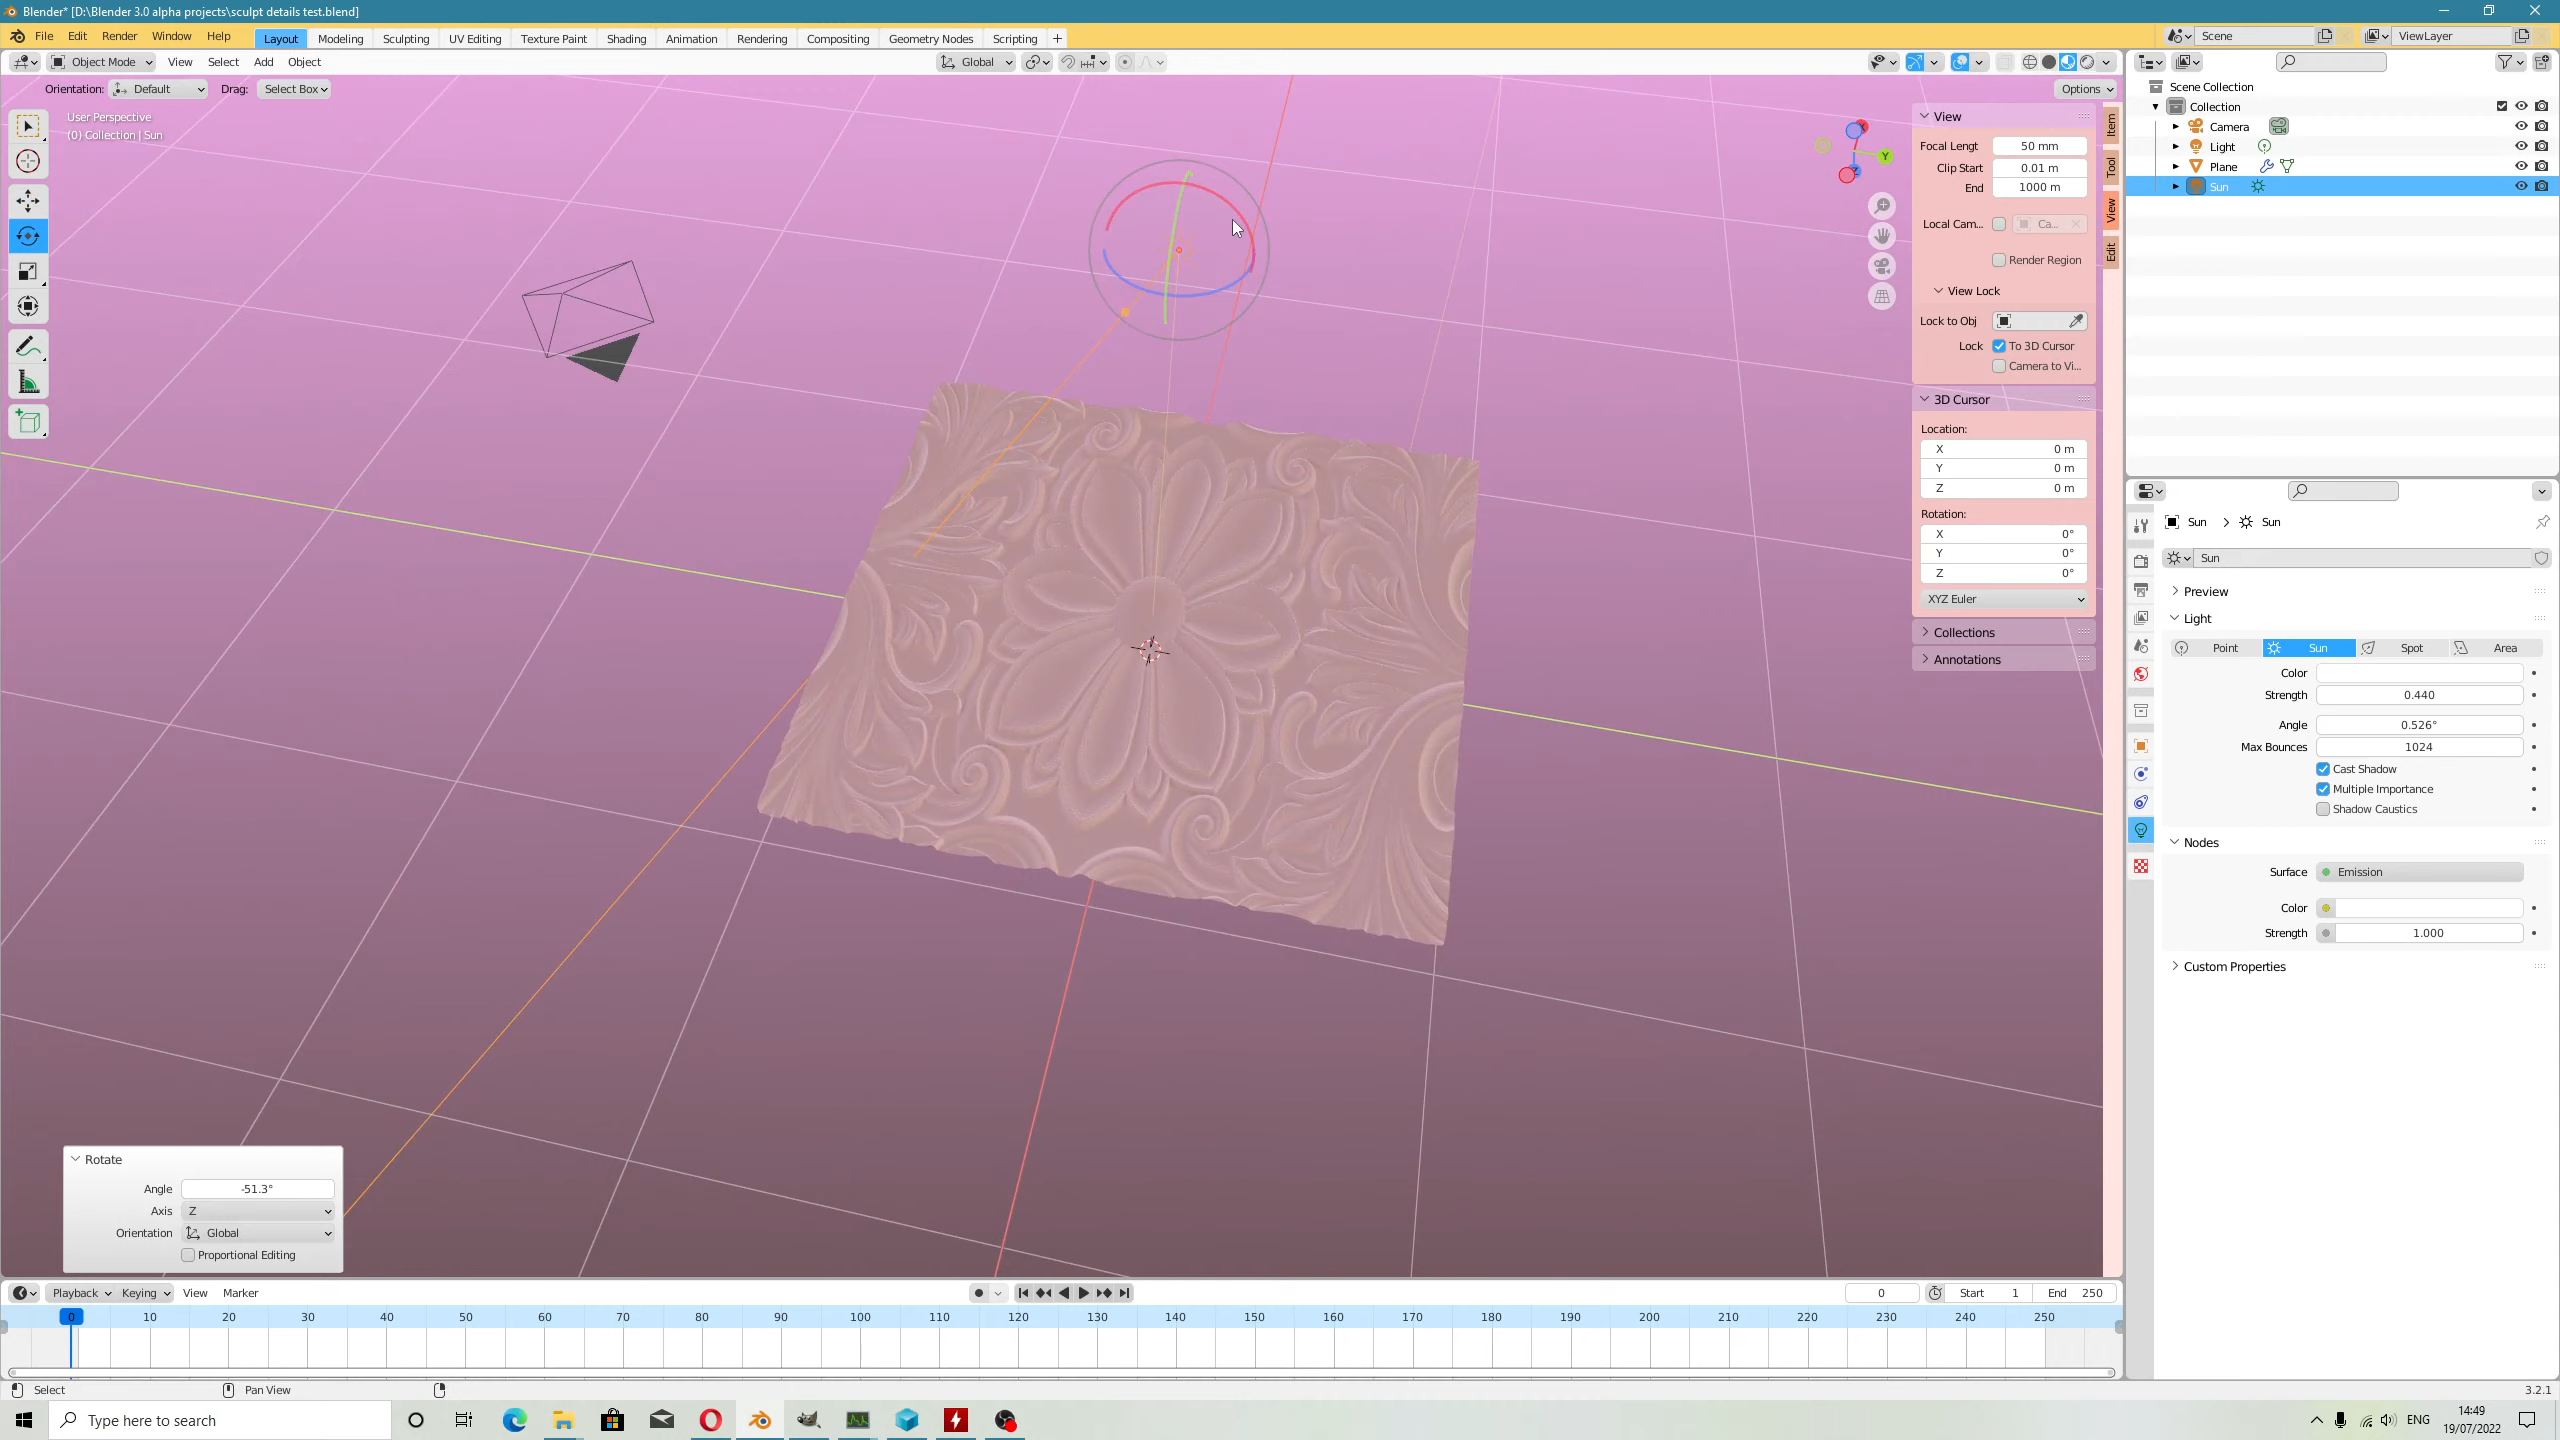 Blender* [D:\Blender 3.0 alpha projects\sculpt details test.blend]
File Edit Render Window Help Layout Modeling Sculpting UV Editing Texture Paint Shading Animation Rendering Compositing Geometry Nodes Scripting + Scene ViewLayer
Object Mode View Select Add Object Global
Orientation: Default Drag: Select Box Options
User Perspective
(0) Collection | Sun
Y
View
Focal Lengt 50 mm
Clip Start 0.01 m
End 1000 m
Local Cam... Ca...
Render Region
View Lock
Lock to Obj
Lock To 3D Cursor
Camera to Vi...
3D Cursor
Location:
X 0 m
Y 0 m
Z 0 m
Rotation:
X 0°
Y 0°
Z 0°
XYZ Euler
Collections
Annotations
Item
Tool
View
Edit
Scene Collection
Collection
Camera
Light
Plane
Sun
Sun > Sun
Sun
Preview
Light
Point Sun Spot Area
Color
Strength 0.440
Angle 0.526°
Max Bounces 1024
Cast Shadow
Multiple Importance
Shadow Caustics
Nodes
Surface Emission
Color
Strength 1.000
Custom Properties
Rotate
Angle -51.3°
Axis Z
Orientation Global
Proportional Editing
Playback Keying View Marker 0 Start 1 End 250
0 10 20 30 40 50 60 70 80 90 100 110 120 130 140 150 160 170 180 190 200 210 220 230 240 250
Select Pan View 3.2.1
Type here to search ENG 14:49
19/07/2022